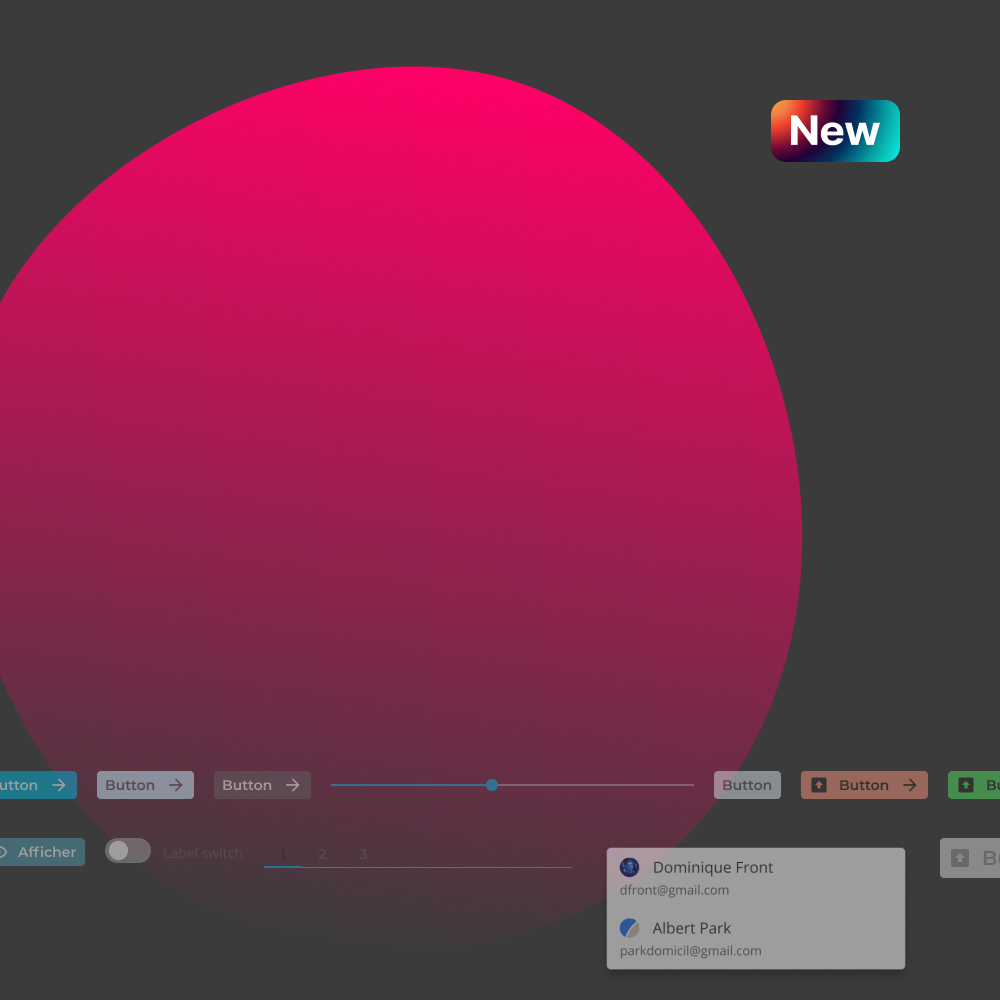 New
utton
Button
Button
Button
Button
Bu
Afficher
Label switch
1
2
3
Bu
Dominique Front
dfront@gmail.com
Albert Park
parkdomicil@gmail.com